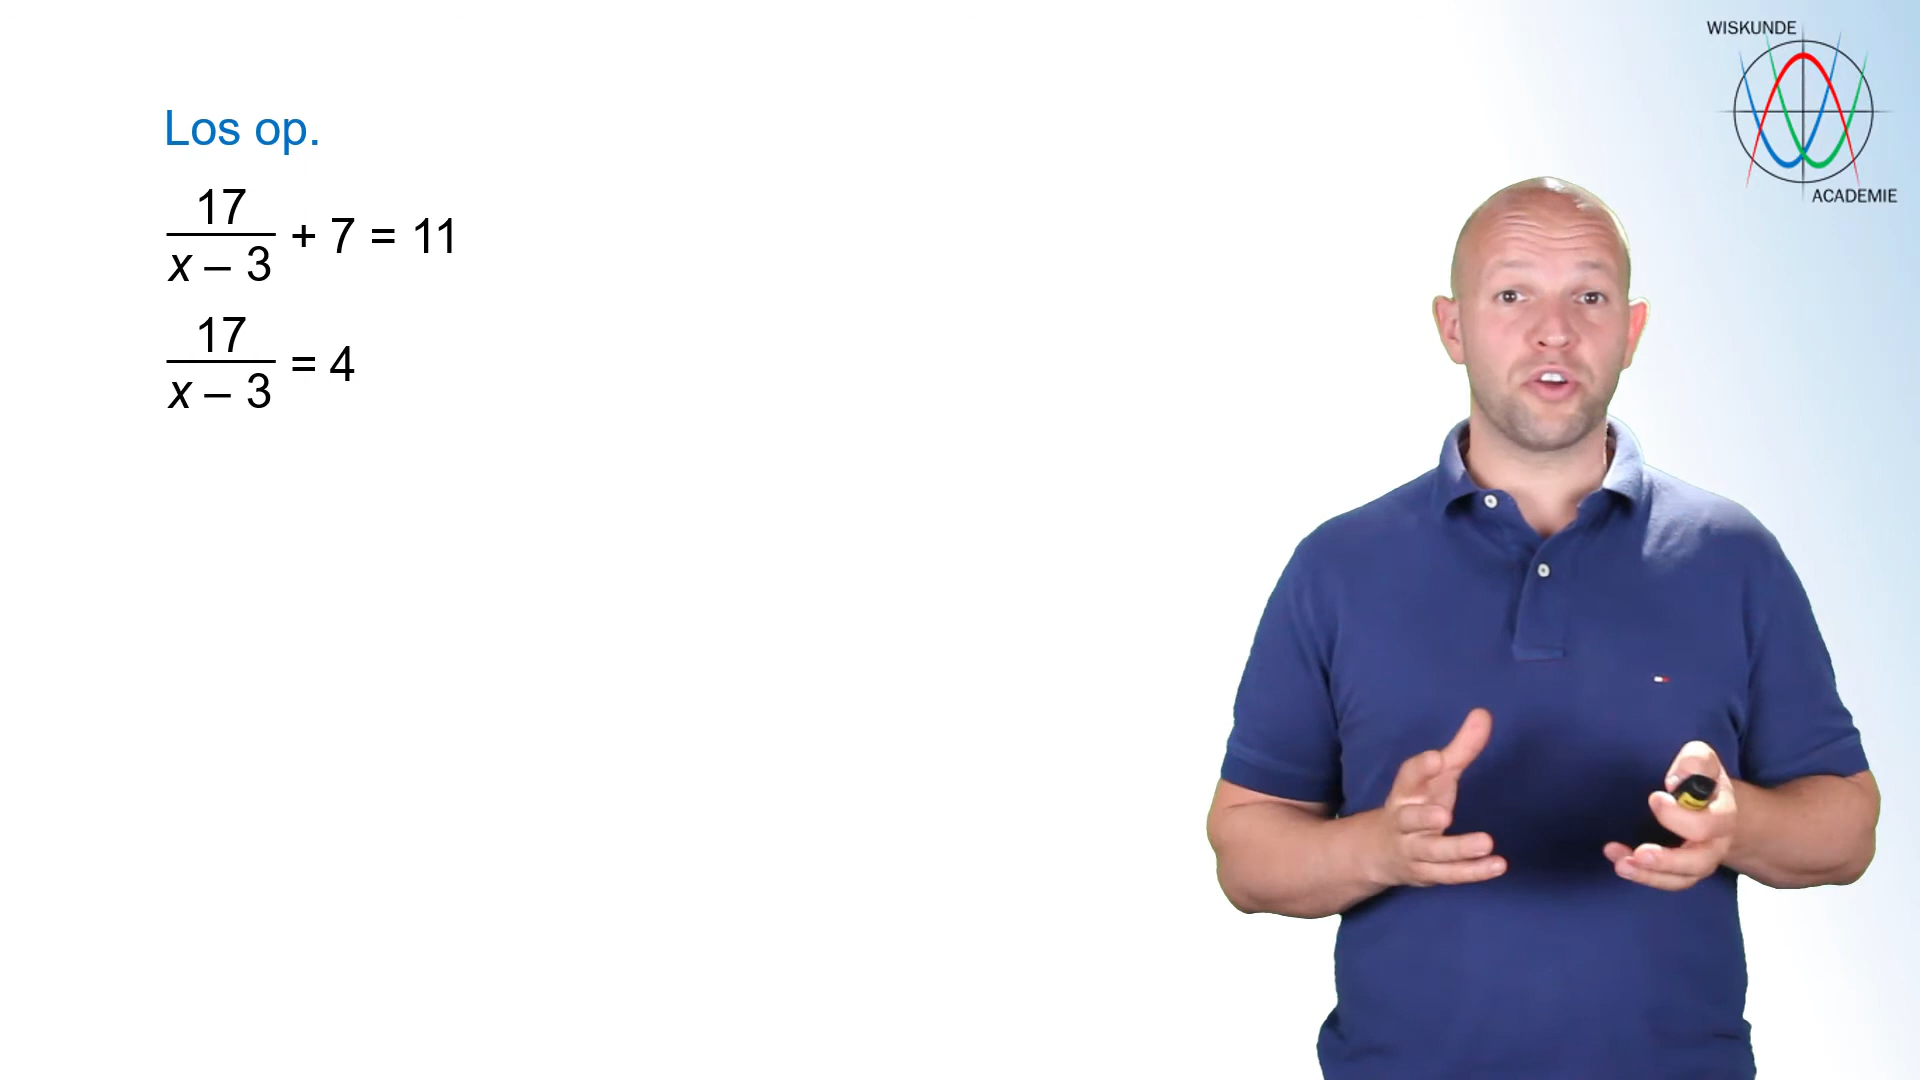 WISKUNDE
ACADEMIE
Los op.
17
x – 3
+ 7 = 11
17
x – 3
= 4